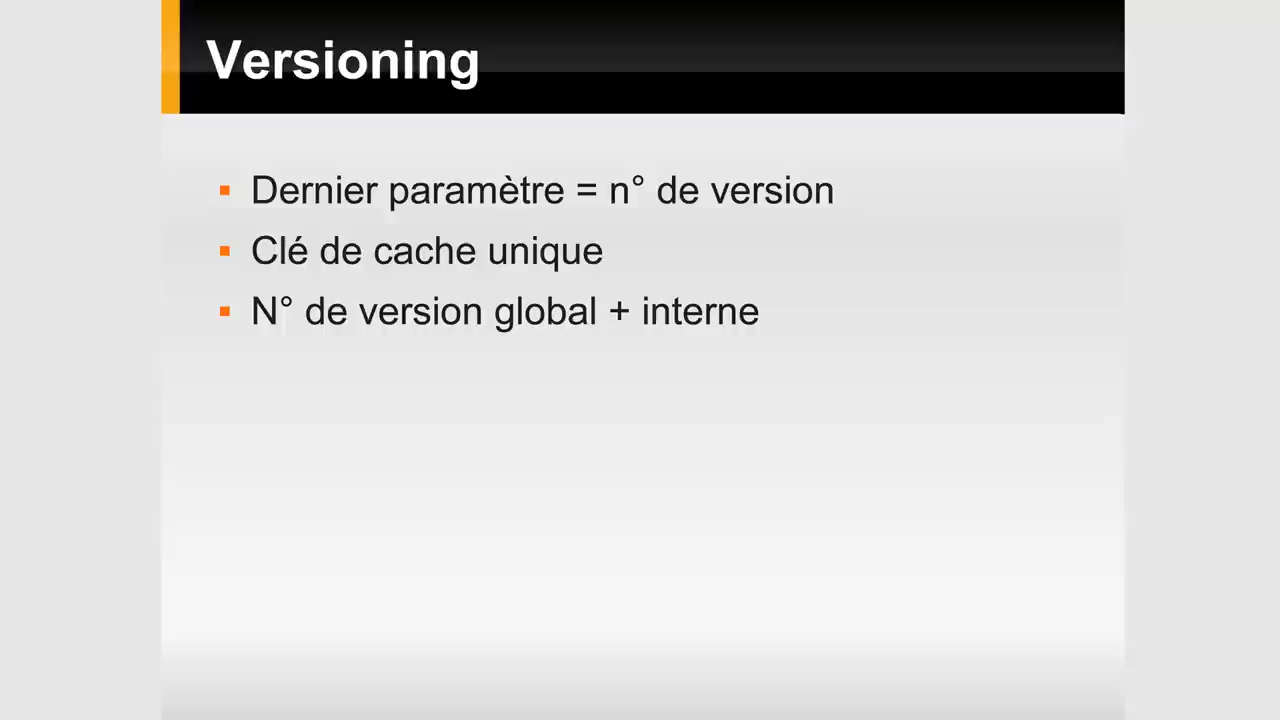 Versioning
Dernier paramètre = n° de version
Clé de cache unique
N° de version global + interne